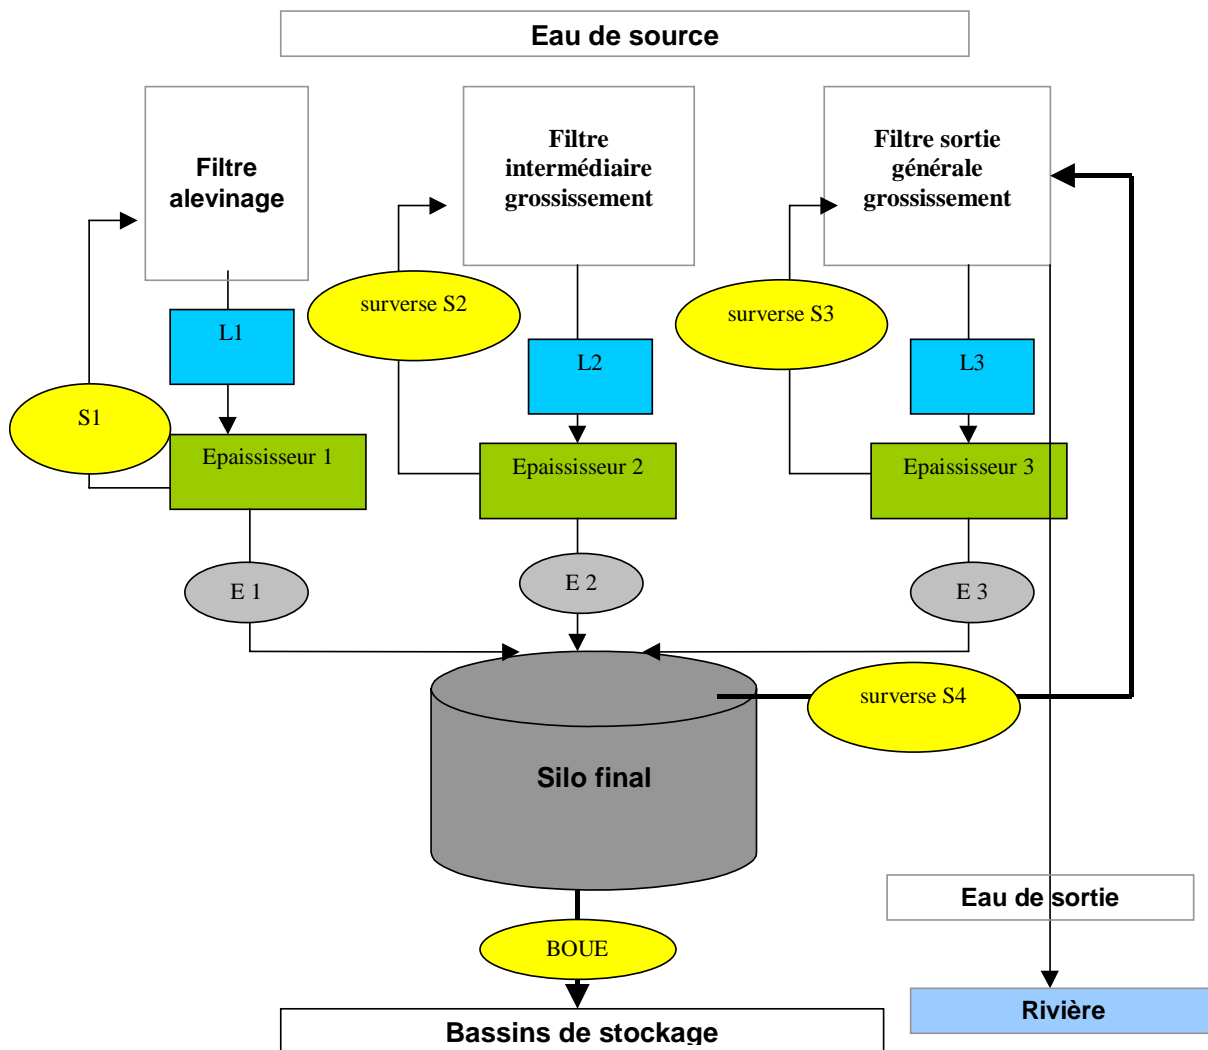 Eau de source
Filtre
alevinage
Filtre
intermédiaire
grossissement
Filtre sortie
générale
grossissement
surverse S2
surverse S3
L1
L2
L3
S1
Epaississeur 1
Epaississeur 2
Epaississeur 3
E 1
E 2
E 3
surverse S4
Silo final
Eau de sortie
BOUE
Rivière
Bassins de stockage